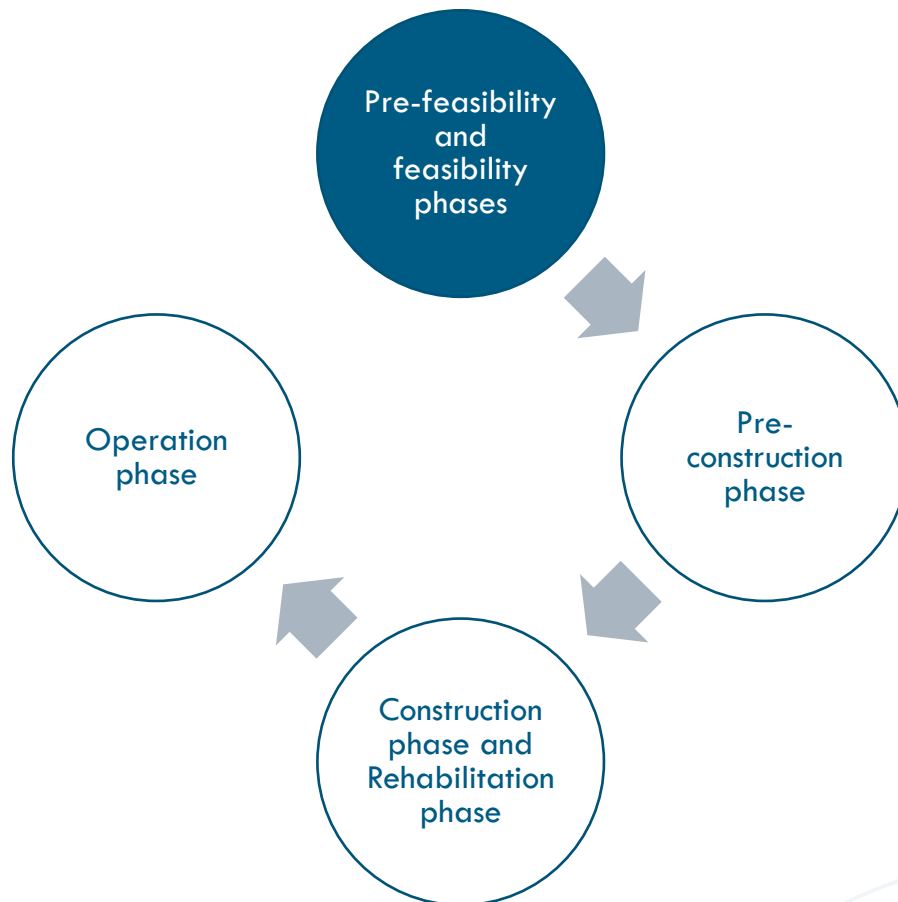 Pre-feasibility
and
feasibility
phases
Pre-
construction
phase
Construction
phase and
Rehabilitation
phase
Operation
phase